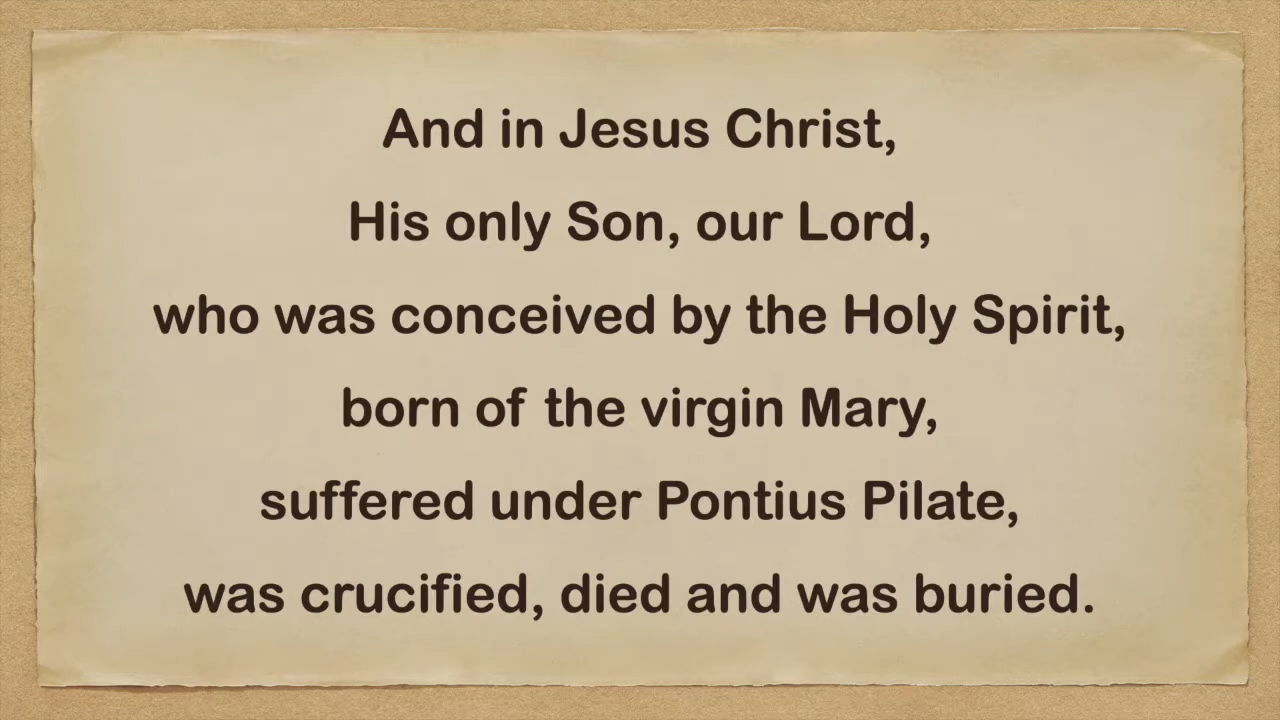 And in Jesus Christ,
His only Son, our Lord,
who was conceived by the Holy Spirit,
born of the virgin Mary,
suffered under Pontius Pilate,
was crucified, died and was buried.